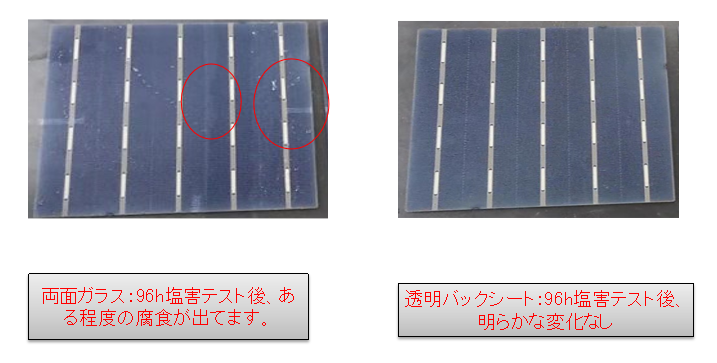 両面ガラス：96h塩害テスト後、あ
る程度の腐食が出てます。
透明バックシート：96h塩害テスト後、
明らかな変化なし